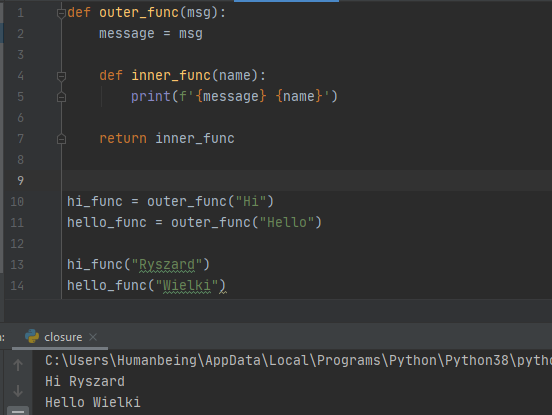 1 def outer_func(msg):
2     message = msg
3
4     def inner_func(name):
5         print(f'{message} {name}')
6
7     return inner_func
8
9
10 hi_func = outer_func("Hi")
11 hello_func = outer_func("Hello")
12
13 hi_func("Ryszard")
14 hello_func("Wielki")
closure ×
C:\Users\Humanbeing\AppData\Local\Programs\Python\Python38\pytho
Hi Ryszard
Hello Wielki